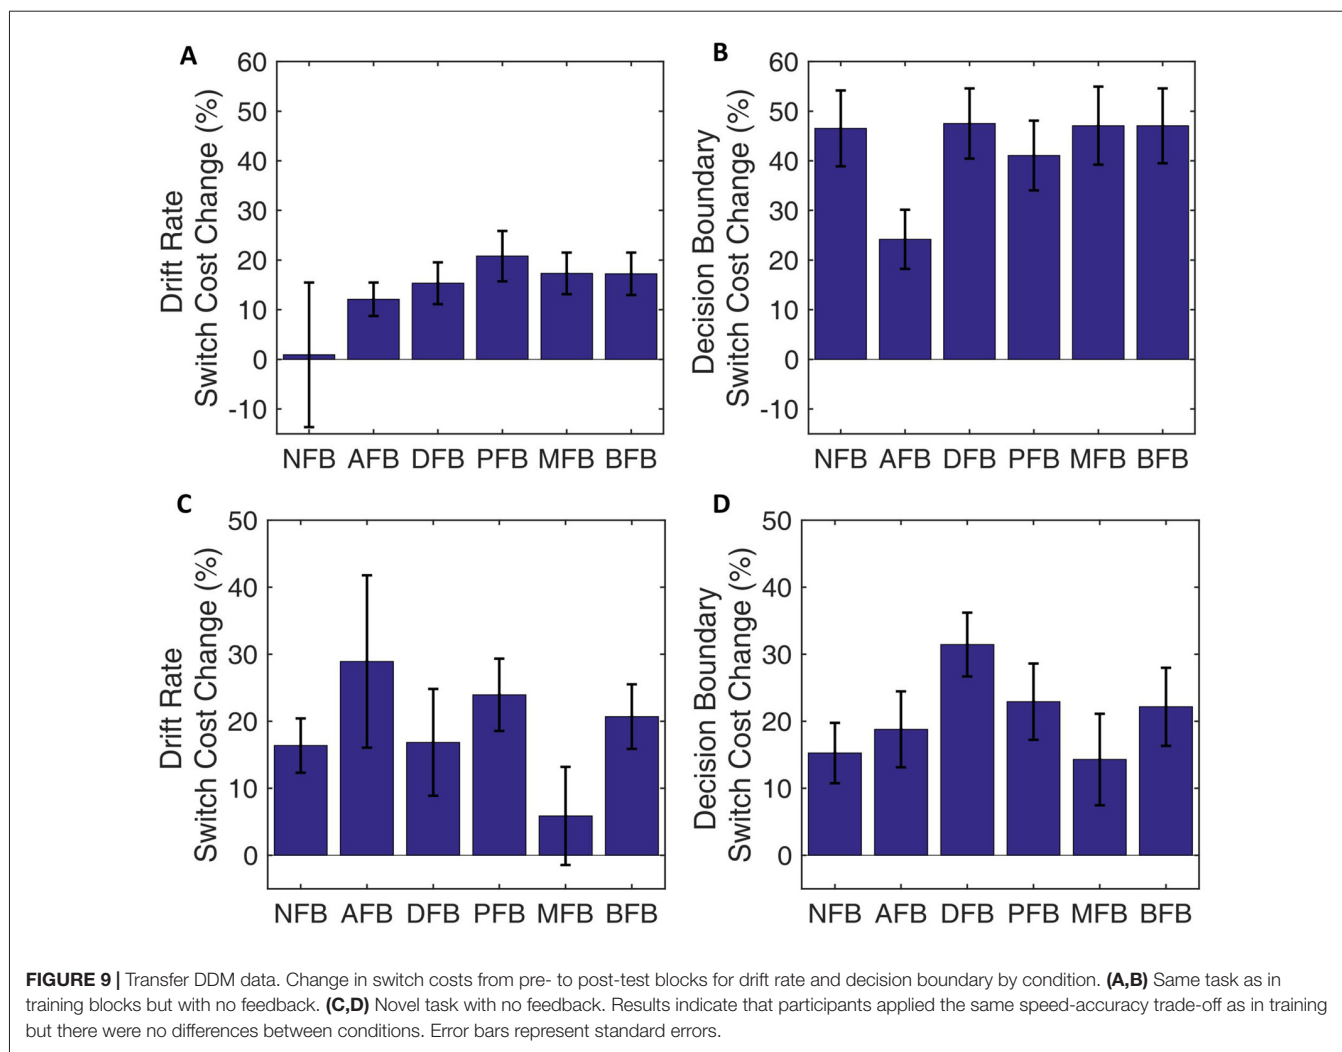 A
60
50
40
30
20
10
0
-10
Drift Rate
Switch Cost Change (%)
NFB AFB DFB PFB MFB BFB
B
60
50
40
30
20
10
0
-10
Decision Boundary
Switch Cost Change (%)
NFB AFB DFB PFB MFB BFB
C
50
40
30
20
10
0
Drift Rate
Switch Cost Change (%)
NFB AFB DFB PFB MFB BFB
D
50
40
30
20
10
0
Decision Boundary
Switch Cost Change (%)
NFB AFB DFB PFB MFB BFB
FIGURE 9 | Transfer DDM data. Change in switch costs from pre- to post-test blocks for drift rate and decision boundary by condition. (A,B) Same task as in
training blocks but with no feedback. (C,D) Novel task with no feedback. Results indicate that participants applied the same speed-accuracy trade-off as in training
but there were no differences between conditions. Error bars represent standard errors.